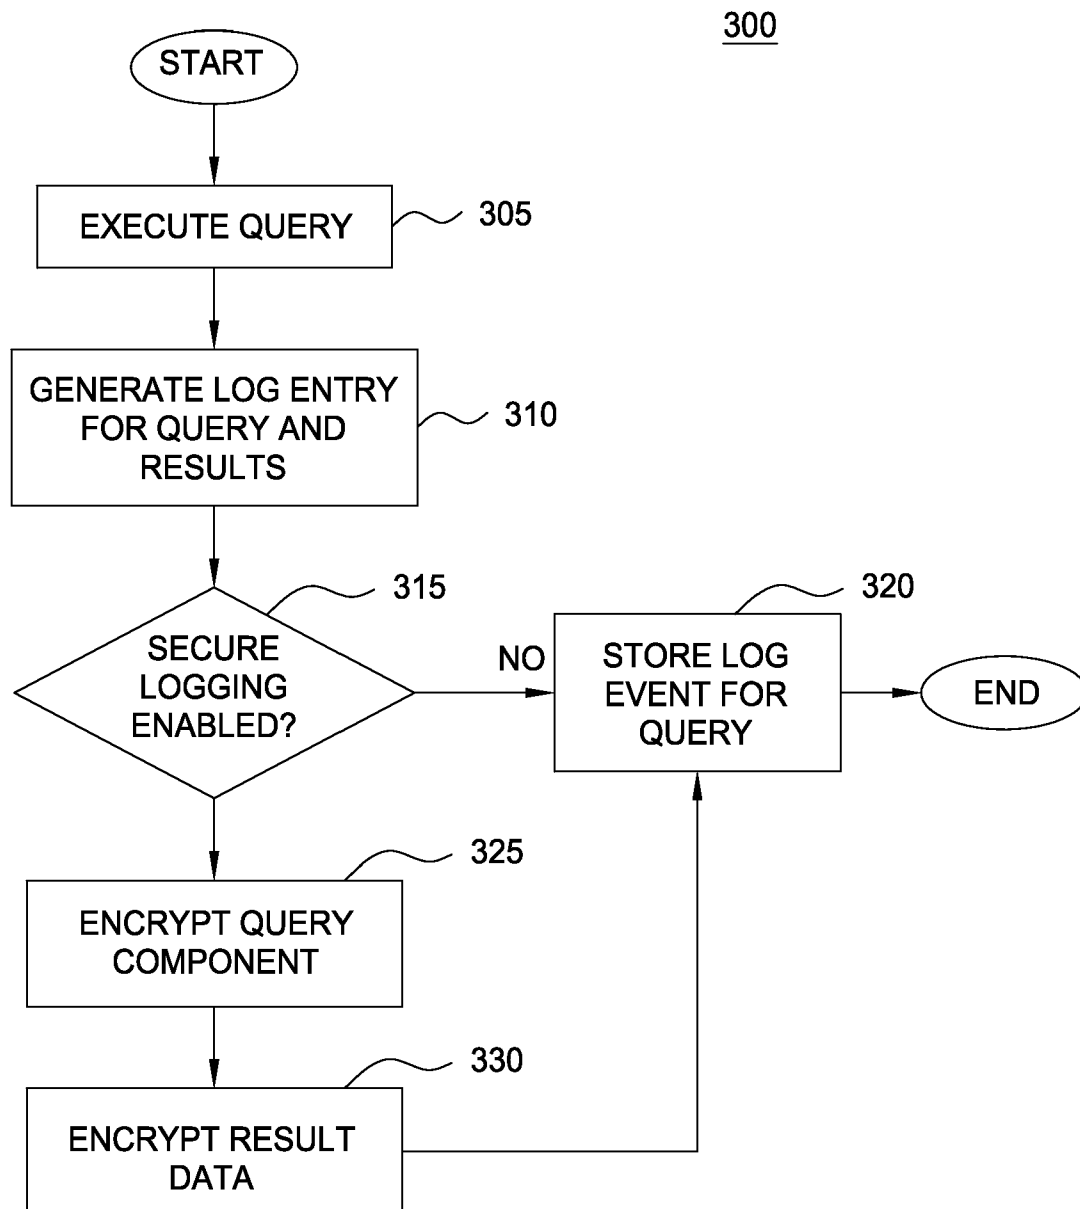 300
START
EXECUTE QUERY
305
GENERATE LOG ENTRY
FOR QUERY AND
RESULTS
310
SECURE
LOGGING
ENABLED?
315
NO
STORE LOG
EVENT FOR
QUERY
320
END
ENCRYPT QUERY
COMPONENT
325
ENCRYPT RESULT
DATA
330